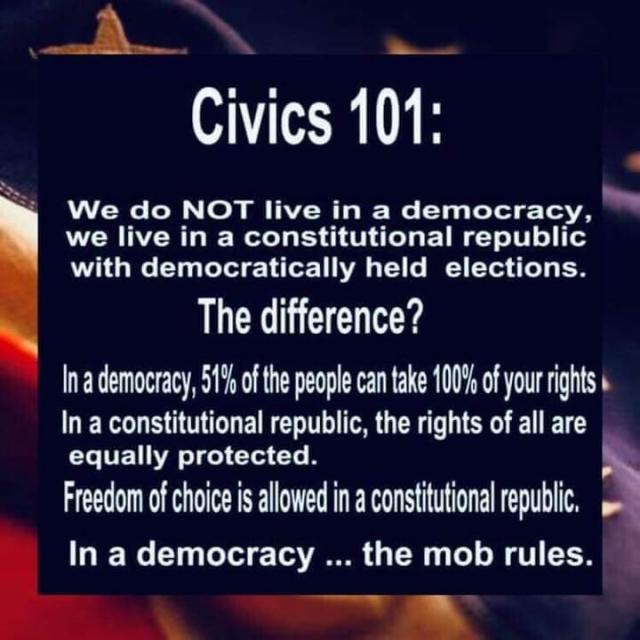 Civics 101:
We do NOT live in a democracy,
we live in a constitutional republic
with democratically held elections.
The difference?
In a democracy, 51% of the people can take 100% of your rights
In a constitutional republic, the rights of all are
equally protected.
Freedom of choice is allowed in a constitutional republic.
In a democracy ... the mob rules.